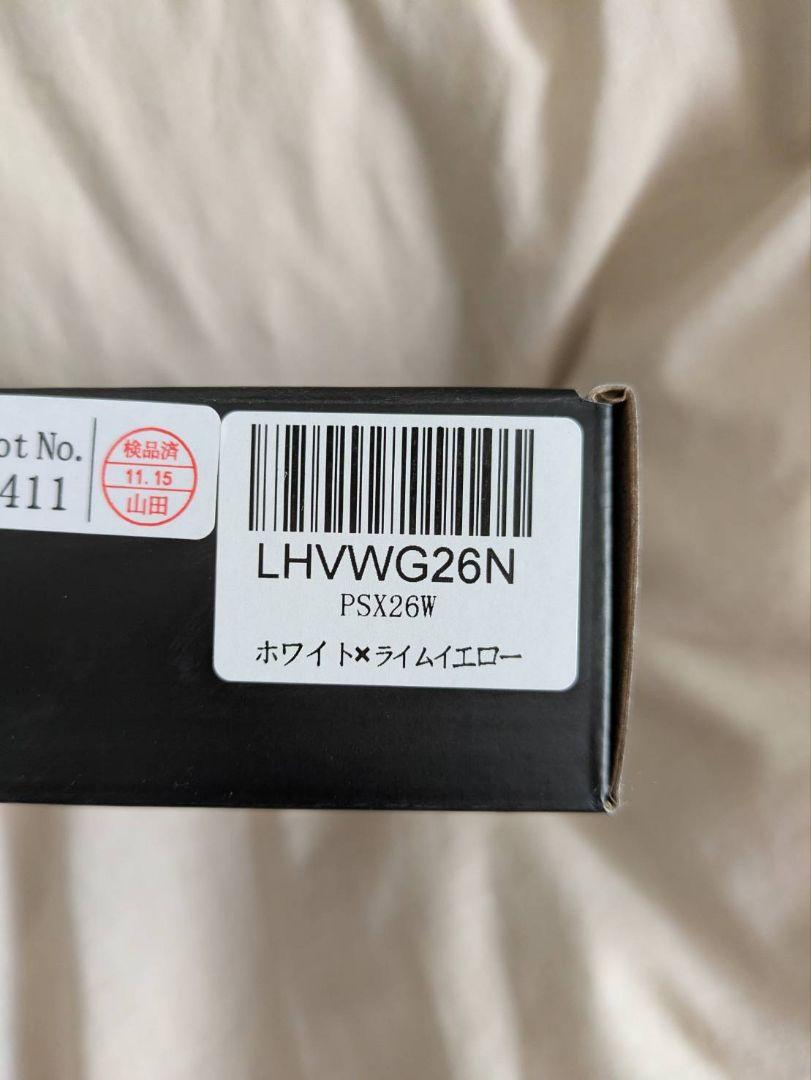 ot No.
411
検品済
11.15
山田
LHVWG26N
PSX26W
ホワイト×ライムイエロー